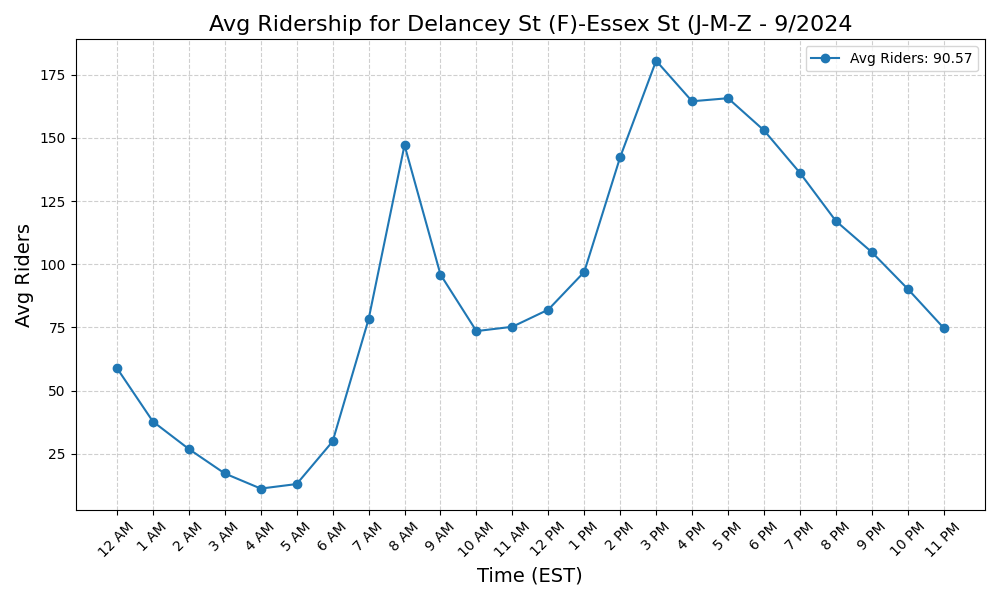 Avg Ridership for Delancey St (F)-Essex St (J-M-Z - 9/2024
Avg Riders: 90.57
Avg Riders
175
150
125
100
75
50
25
12 AM
1 AM
2 AM
3 AM
4 AM
5 AM
6 AM
7 AM
8 AM
9 AM
10 AM
11 AM
12 PM
1 PM
2 PM
3 PM
4 PM
5 PM
6 PM
7 PM
8 PM
9 PM
10 PM
11 PM
Time (EST)